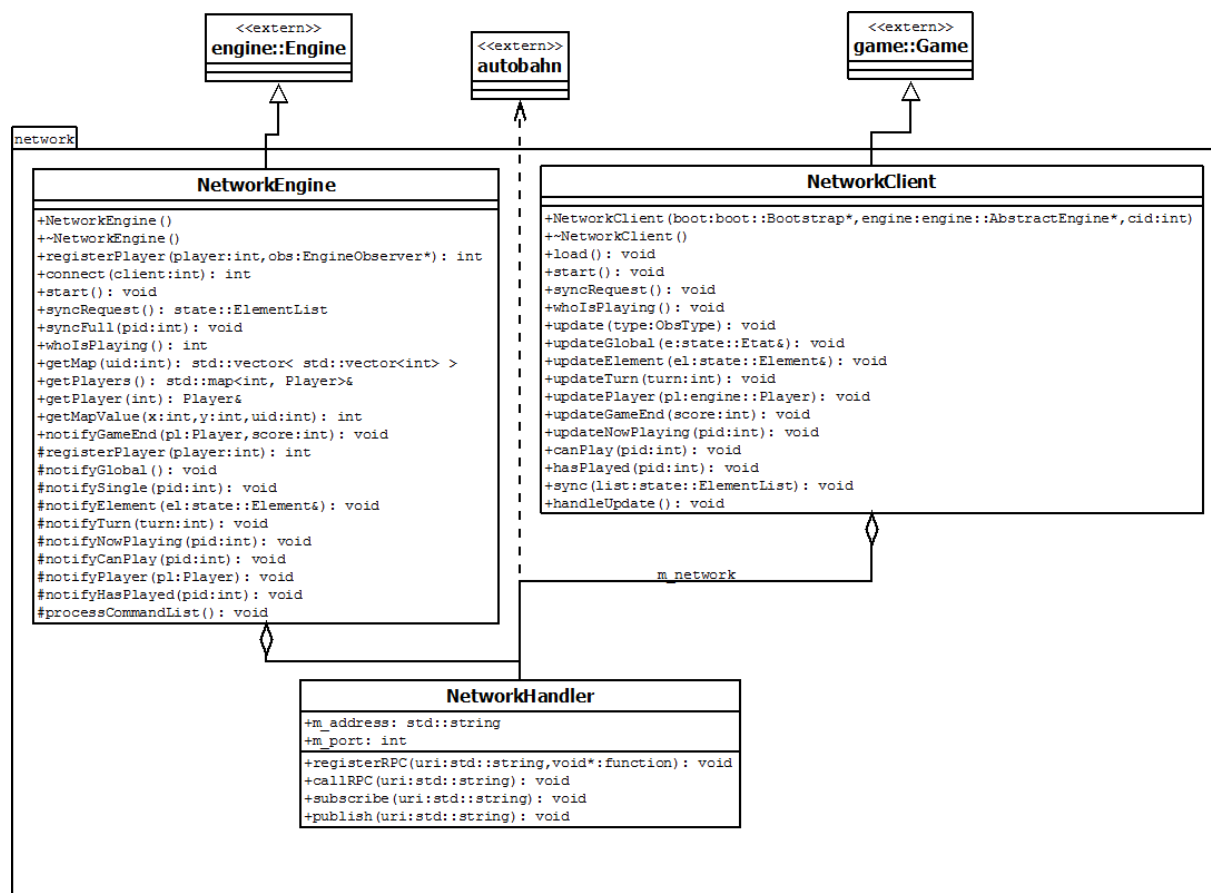 <<extern>>
engine::Engine
<<extern>>
autobahn
<<extern>>
game::Game
network
NetworkEngine
+NetworkEngine()
+~NetworkEngine()
+registerPlayer(player:int,obs:EngineObserver*): int
+connect(client:int): int
+start(): void
+syncRequest(): state::ElementList
+syncFull(pid:int): void
+whoIsPlaying(): int
+getMap(uid:int): std::vector< std::vector<int> >
+getPlayers(): std::map<int, Player>&
+getPlayer(int): Player&
+getMapValue(x:int,y:int,uid:int): int
+notifyGameEnd(pl:Player,score:int): void
#registerPlayer(player:int): int
#notifyGlobal(): void
#notifySingle(pid:int): void
#notifyElement(el:state::Element&): void
#notifyTurn(turn:int): void
#notifyNowPlaying(pid:int): void
#notifyCanPlay(pid:int): void
#notifyPlayer(pl:Player): void
#notifyHasPlayed(pid:int): void
#processCommandList(): void
NetworkClient
+NetworkClient(boot:boot::Bootstrap*,engine:engine::AbstractEngine*,cid:int)
+~NetworkClient()
+load(): void
+start(): void
+syncRequest(): void
+whoIsPlaying(): void
+update(type:ObsType): void
+updateGlobal(e:state::Etat&): void
+updateElement(el:state::Element&): void
+updateTurn(turn:int): void
+updatePlayer(pl:engine::Player): void
+updateGameEnd(score:int): void
+updateNowPlaying(pid:int): void
+canPlay(pid:int): void
+hasPlayed(pid:int): void
+sync(list:state::ElementList): void
+handleUpdate(): void
m_network
NetworkHandler
+m_address: std::string
+m_port: int
+registerRPC(uri:std::string,void*:function): void
+callRPC(uri:std::string): void
+subscribe(uri:std::string): void
+publish(uri:std::string): void